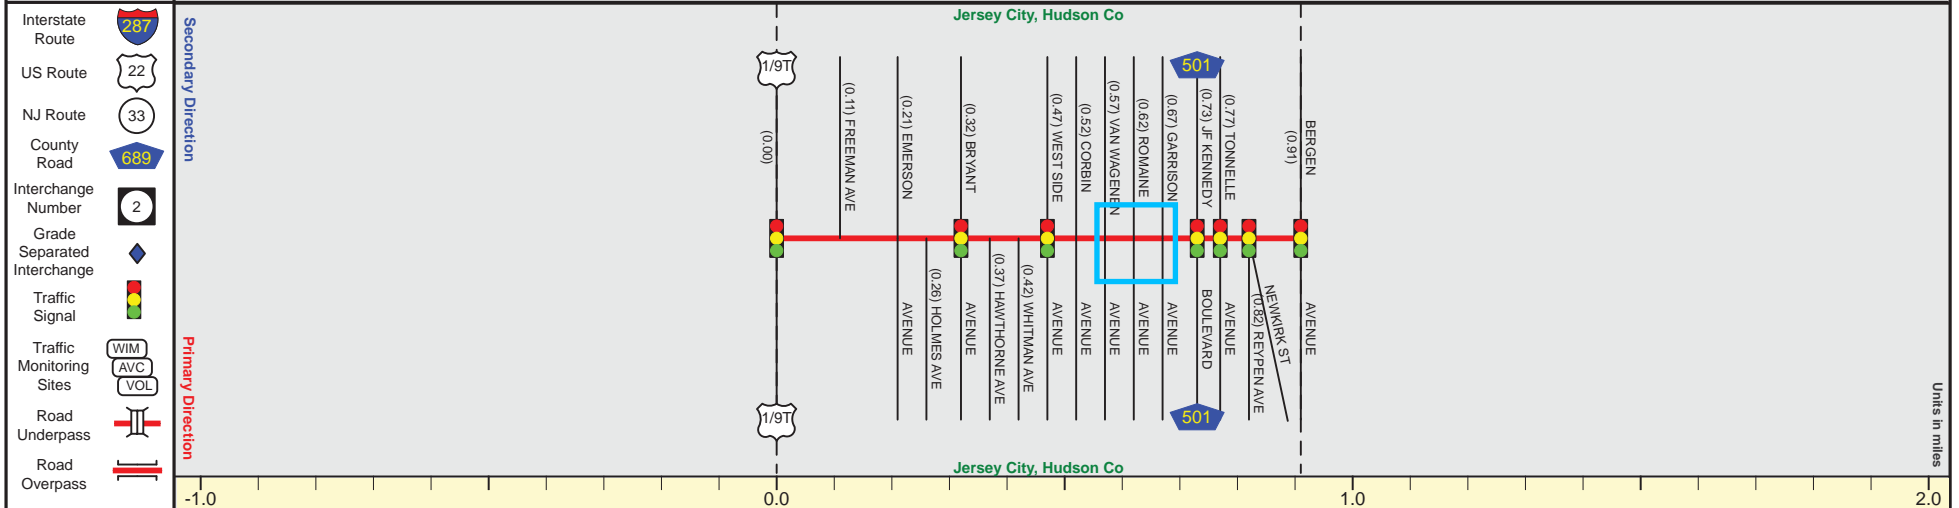 Interstate
Route
287
US Route
22
NJ Route
33
County
Road
689
Interchange
Number
2
Grade
Separated
Interchange
Traffic
Signal
Traffic
Monitoring
Sites
WIM
AVC
VOL
Road
Underpass
Road
Overpass
Secondary Direction
Primary Direction
Jersey City, Hudson Co
1/9T
(0.00)
(0.11) FREEMAN AVE
(0.21) EMERSON
AVENUE
(0.26) HOLMES AVE
(0.32) BRYANT
AVENUE
(0.37) HAWTHORNE AVE
(0.42) WHITMAN AVE
(0.47) WEST SIDE
AVENUE
(0.52) CORBIN
AVENUE
(0.57) VAN WAGENEN
AVENUE
(0.62) ROMAINE
AVENUE
(0.67) GARRISON
AVENUE
501
(0.73) JF KENNEDY
BOULEVARD
501
(0.77) TONNELLE
AVENUE
(0.82) REYPEN AVE
NEWKIRK ST
BERGEN
(0.91)
AVENUE
1/9T
Jersey City, Hudson Co
Units in miles
-1.0
0.0
1.0
2.0